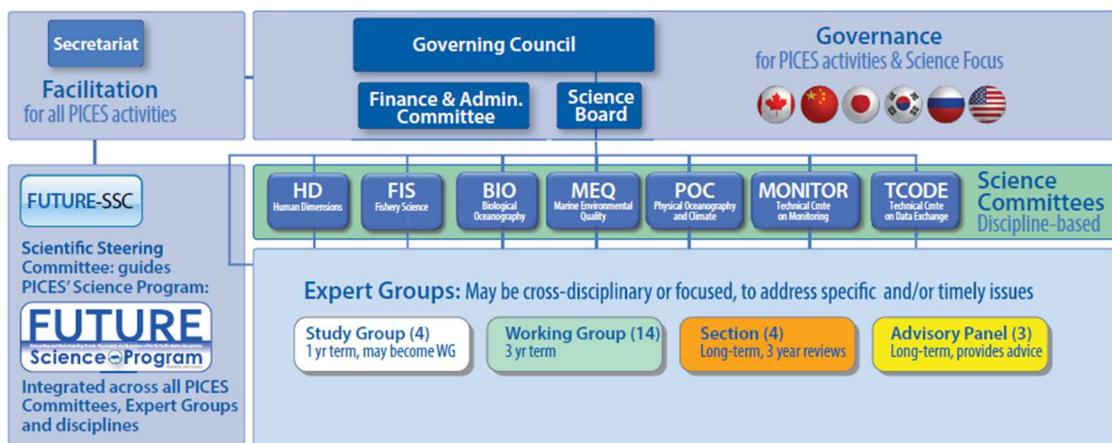 Secretariat
Facilitation
for all PICES activities
Governing Council
Finance & Admin.
Committee
Science
Board
Governance
for PICES activities & Science Focus
FUTURE-SSC
Scientific Steering
Committee: guides
PICES' Science Program:
FUTURE
Science Program
Integrated across all PICES
Committees, Expert Groups
and disciplines
HD
Human Dimensions
FIS
Fishery Science
BIO
Biological
Oceanography
MEQ
Marine Environmental
Quality
POC
Physical Oceanography
and Climate
MONITOR
Technical Cmte
on Monitoring
TCODE
Technical Cmte
on Data Exchange
Science
Committees
Discipline-based
Expert Groups: May be cross-disciplinary or focused, to address specific and/or timely issues
Study Group (4)
1 yr term, may become WG
Working Group (14)
3 yr term
Section (4)
Long-term, 3 year reviews
Advisory Panel (3)
Long-term, provides advice